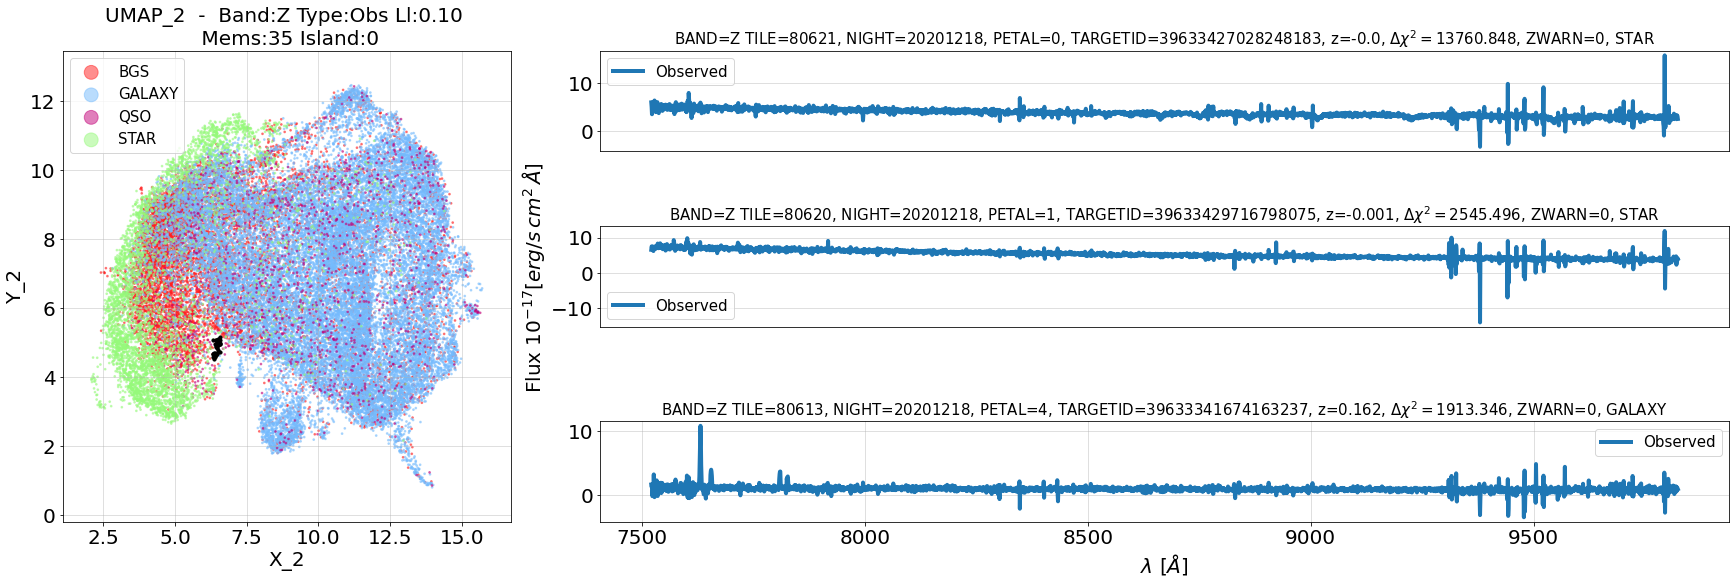 UMAP_2  -  Band:Z Type:Obs Ll:0.10
Mems:35 Island:0
BGS
GALAXY
QSO
STAR
12
10
8
6
4
2
0
Y_2
2.5 5.0 7.5 10.0 12.5 15.0
X_2
Flux 10⁻¹⁷[erg/s cm² Å]
BAND=Z TILE=80621, NIGHT=20201218, PETAL=0, TARGETID=39633427028248183, z=-0.0, Δχ² = 13760.848, ZWARN=0, STAR
Observed
10
0
BAND=Z TILE=80620, NIGHT=20201218, PETAL=1, TARGETID=39633429716798075, z=-0.001, Δχ² = 2545.496, ZWARN=0, STAR
10
0
−10
Observed
BAND=Z TILE=80613, NIGHT=20201218, PETAL=4, TARGETID=39633341674163237, z=0.162, Δχ² = 1913.346, ZWARN=0, GALAXY
Observed
10
0
7500 8000 8500 9000 9500
λ [Å]